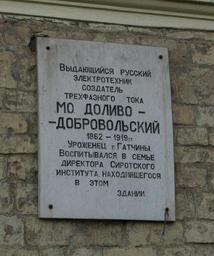 Выдающийся русский
электротехник
создатель
трехфазного тока
МО Доливо-
-Добровольский
1862 – 1919гг
Уроженец г. Гатчины.
Воспитывался в семье
директора Сиротского
института, находившегося
в этом
здании